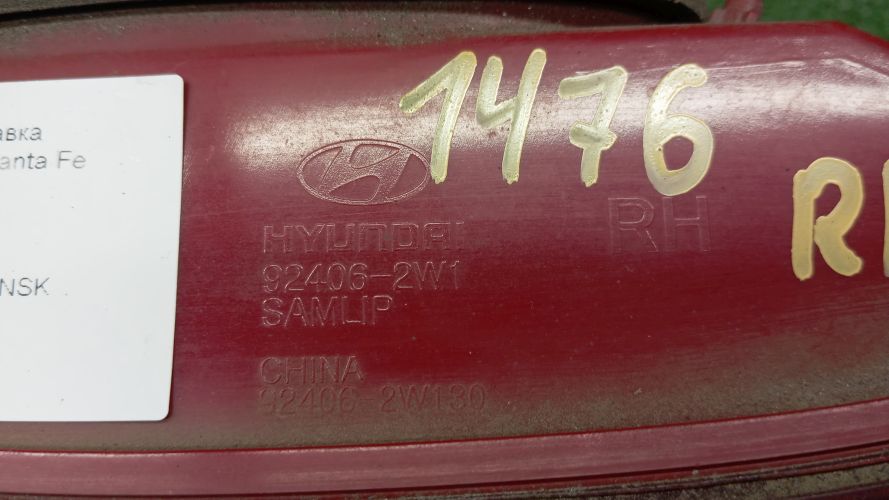 авка
anta Fe
NSK
1476
RH
HYUNDAI
92406-2W1
SAMLIP
CHINA
92406-2W130
R